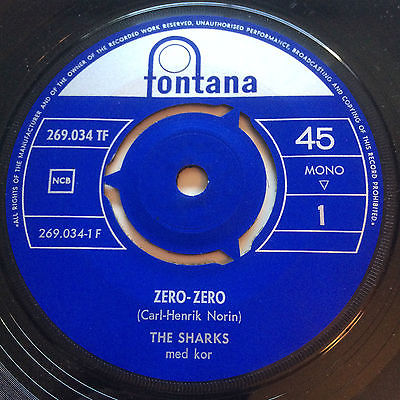 «ALL RIGHTS OF THE MANUFACTURER AND OF THE OWNER OF THE RECORDED WORK RESERVED. UNAUTHORISED PERFORMANCE, BROADCASTING AND COPYING OF THIS RECORD PROHIBITED»
fontana
269.034 TF
45
NCB
MONO
269.034-1 F
1
ZERO-ZERO
(Carl-Henrik Norin)
THE SHARKS
med kor